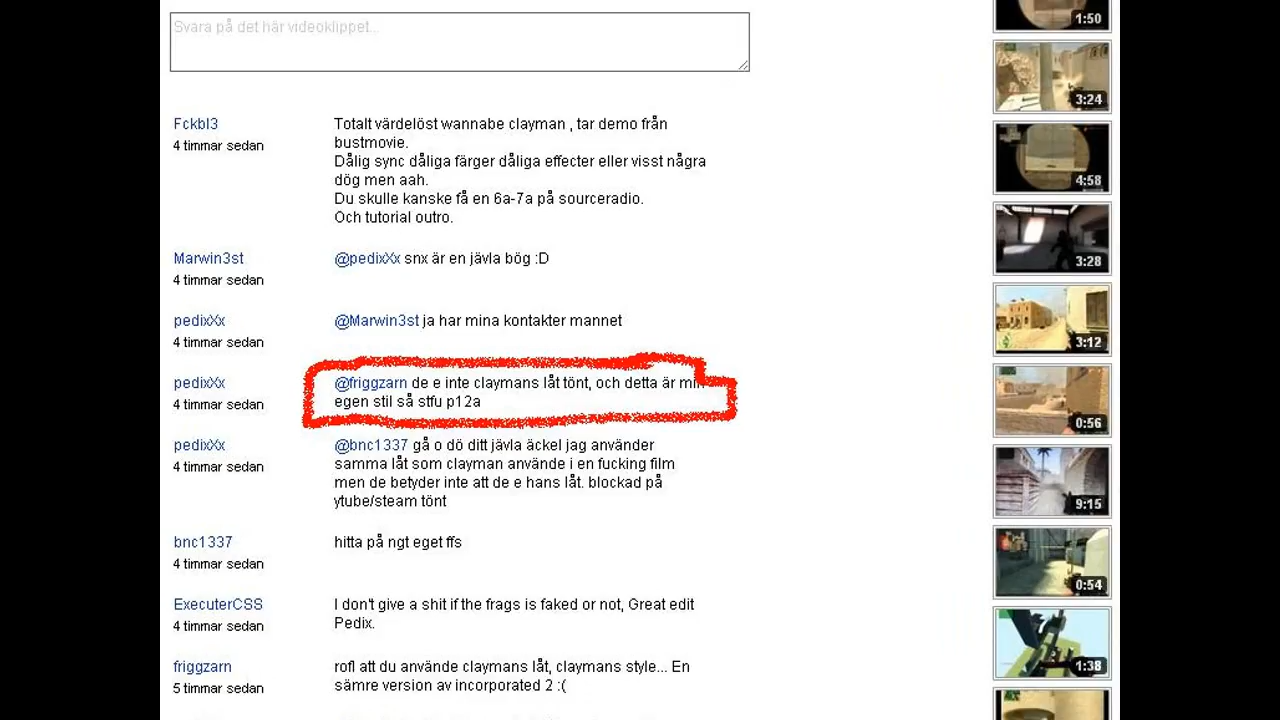 Svara på det här videoklippet...
1:50
3:24
Fckbl3
öst wannabe clayman , tar demo från
4 timmar sedan
bustmovie.
Dålig sync dåliga färger dåliga effecter eller visst några
dög men aah.
4:58
Du kan kanske få en 6a-7a på sourceradio.
Och tutorial outro.
Marwin3st
@pedixXx snx är en jävla bög :D
3:28
4 timmar sedan
pedixXx
@Marwin3st ja har mina kontakter mannet
4 timmar sedan
3:12
pedixXx
@friggzarn de e inte claymans låt tönt, och detta är min
4 timmar sedan
egen stil så stfu p12a
0:56
pedixXx
@bnc1337 gå o dö ditt jävla äckel jag använder
4 timmar sedan
samma låt som clayman använde i en fucking film
men de betyder inte att de e hans låt. blockad på
ytube/steam tönt
9:15
bnc1337
hitta på nå eget ffs
4 timmar sedan
0:54
ExecuterCSS
I don't give a shit if the frags is fakad or not, Great edit
4 timmar sedan
Pedix.
friggzarn
rofl att du använde claymans låt, claymans style... En
1:38
5 timmar sedan
sämre version av incorporated 2 :(